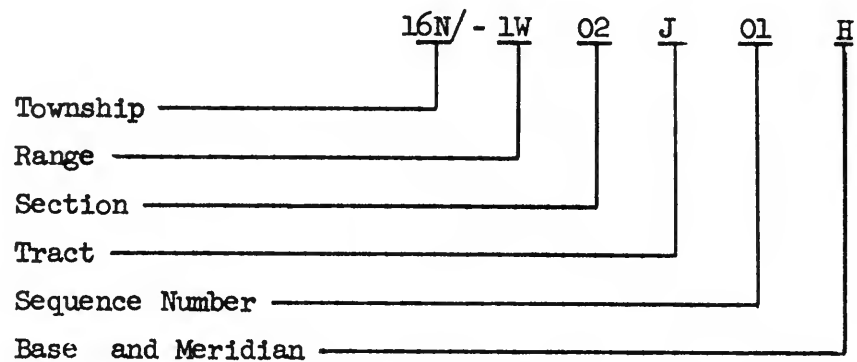 16N/- 1W 02 J 01 H
Township
Range
Section
Tract
Sequence Number
Base and Meridian